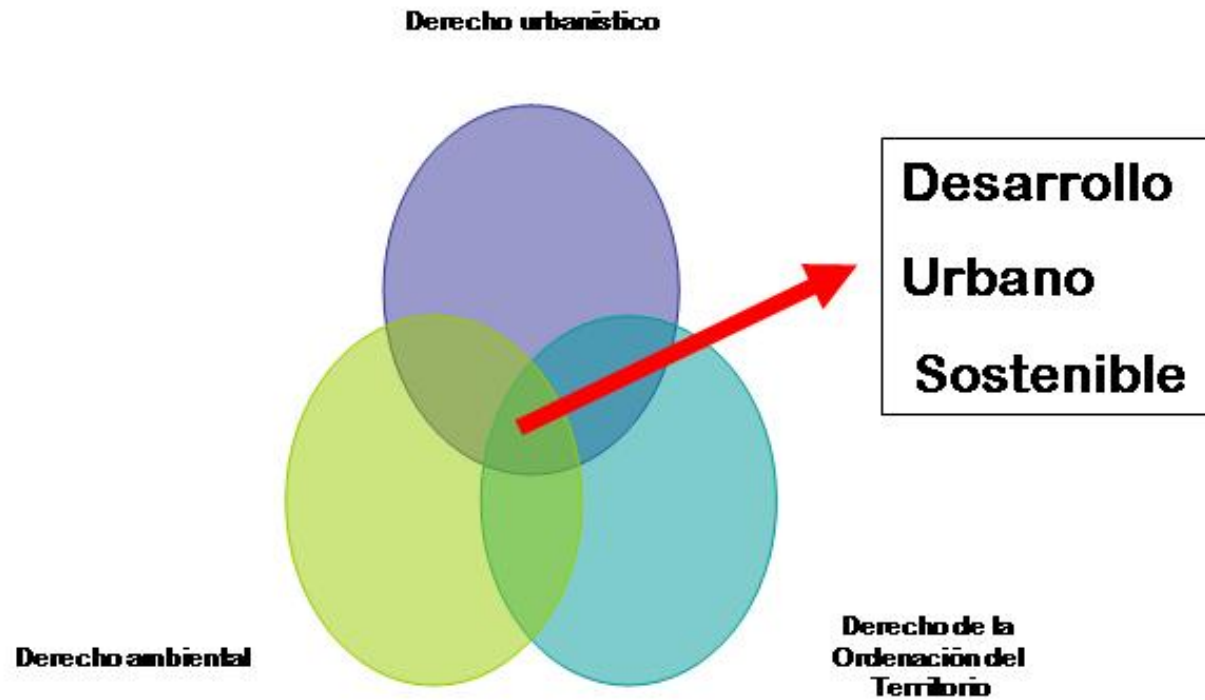 Derecho urbanístico
Desarrollo
Urbano
Sostenible
Derecho ambiental
Derecho de la
Ordenación del
Territorio